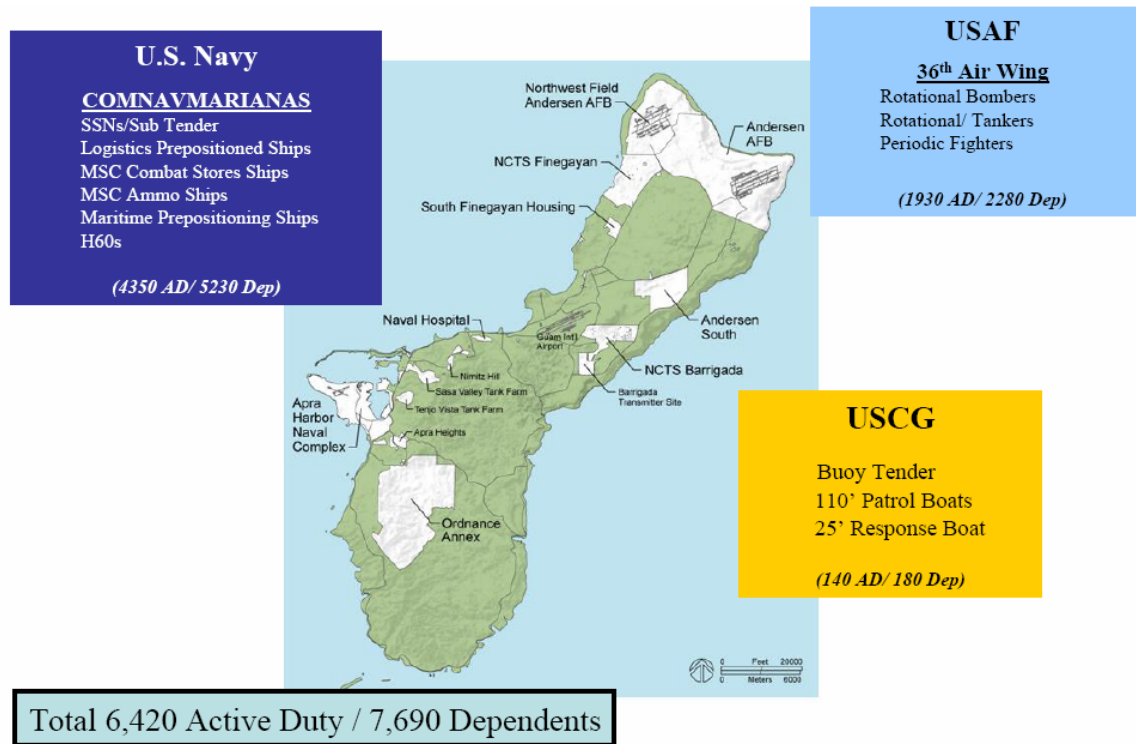 U.S. Navy
COMNAVMARIANAS
SSNs/Sub Tender
Logistics Prepositioned Ships
MSC Combat Stores Ships
MSC Ammo Ships
Maritime Prepositioning Ships
H60s
(4350 AD/ 5230 Dep)
USAF
36th Air Wing
Rotational Bombers
Rotational/ Tankers
Periodic Fighters
(1930 AD/ 2280 Dep)
Northwest Field
Andersen AFB
Andersen
AFB
NCTS Finegayan
South Finegayan Housing
Andersen
South
Naval Hospital
Guam Int'l
Airport
NCTS Barrigada
Nimitz Hill
Sasa Valley Tank Farm
Barrigada
Transmitter Site
Tenjo Vista Tank Farm
Apra
Harbor
Naval
Complex
Apra Heights
Ordnance
Annex
USCG
Buoy Tender
110’ Patrol Boats
25’ Response Boat
(140 AD/ 180 Dep)
0 Feet 20000
0 Meters 6000
Total 6,420 Active Duty / 7,690 Dependents